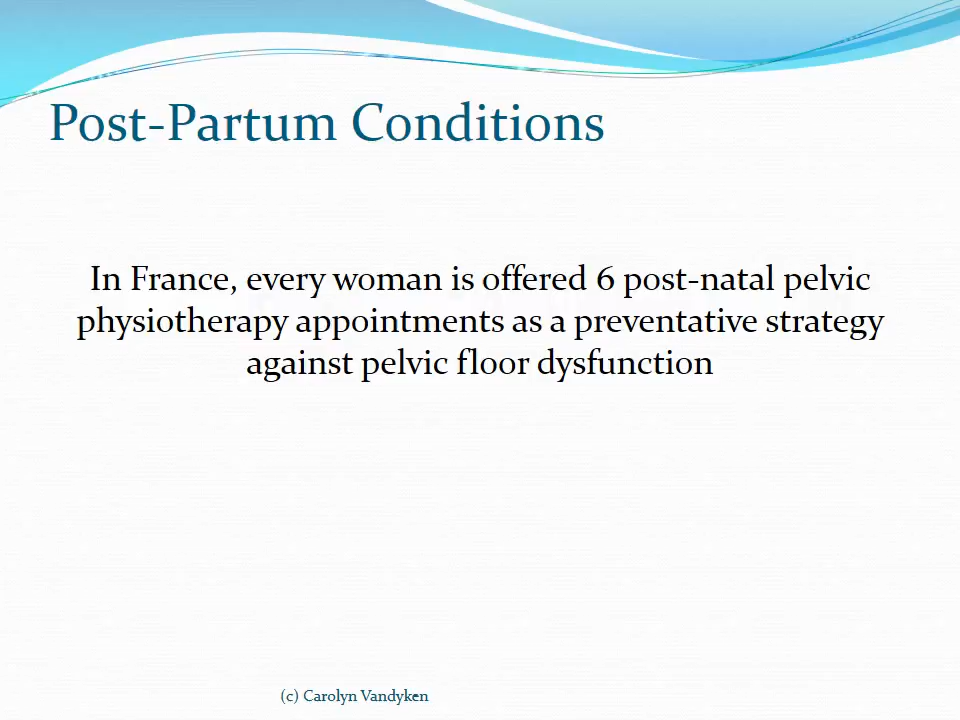 Post-Partum Conditions
In France, every woman is offered 6 post-natal pelvic
physiotherapy appointments as a preventative strategy
against pelvic floor dysfunction
(c) Carolyn Vandyken